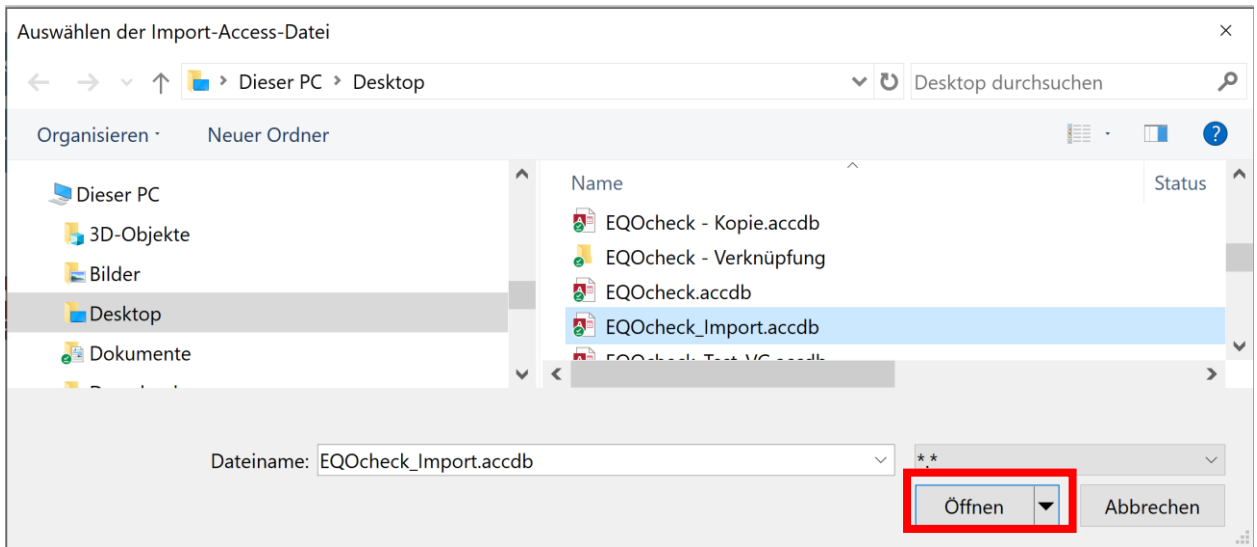 Auswählen der Import-Access-Datei
Dieser PC > Desktop
Desktop durchsuchen
Organisieren
Neuer Ordner
Dieser PC
3D-Objekte
Bilder
Desktop
Dokumente
Name Status
EQOcheck - Kopie.accdb
EQOcheck - Verknüpfung
EQOcheck.accdb
EQOcheck_Import.accdb
Dateiname: EQOcheck_Import.accdb
*.*
Öffnen Abbrechen